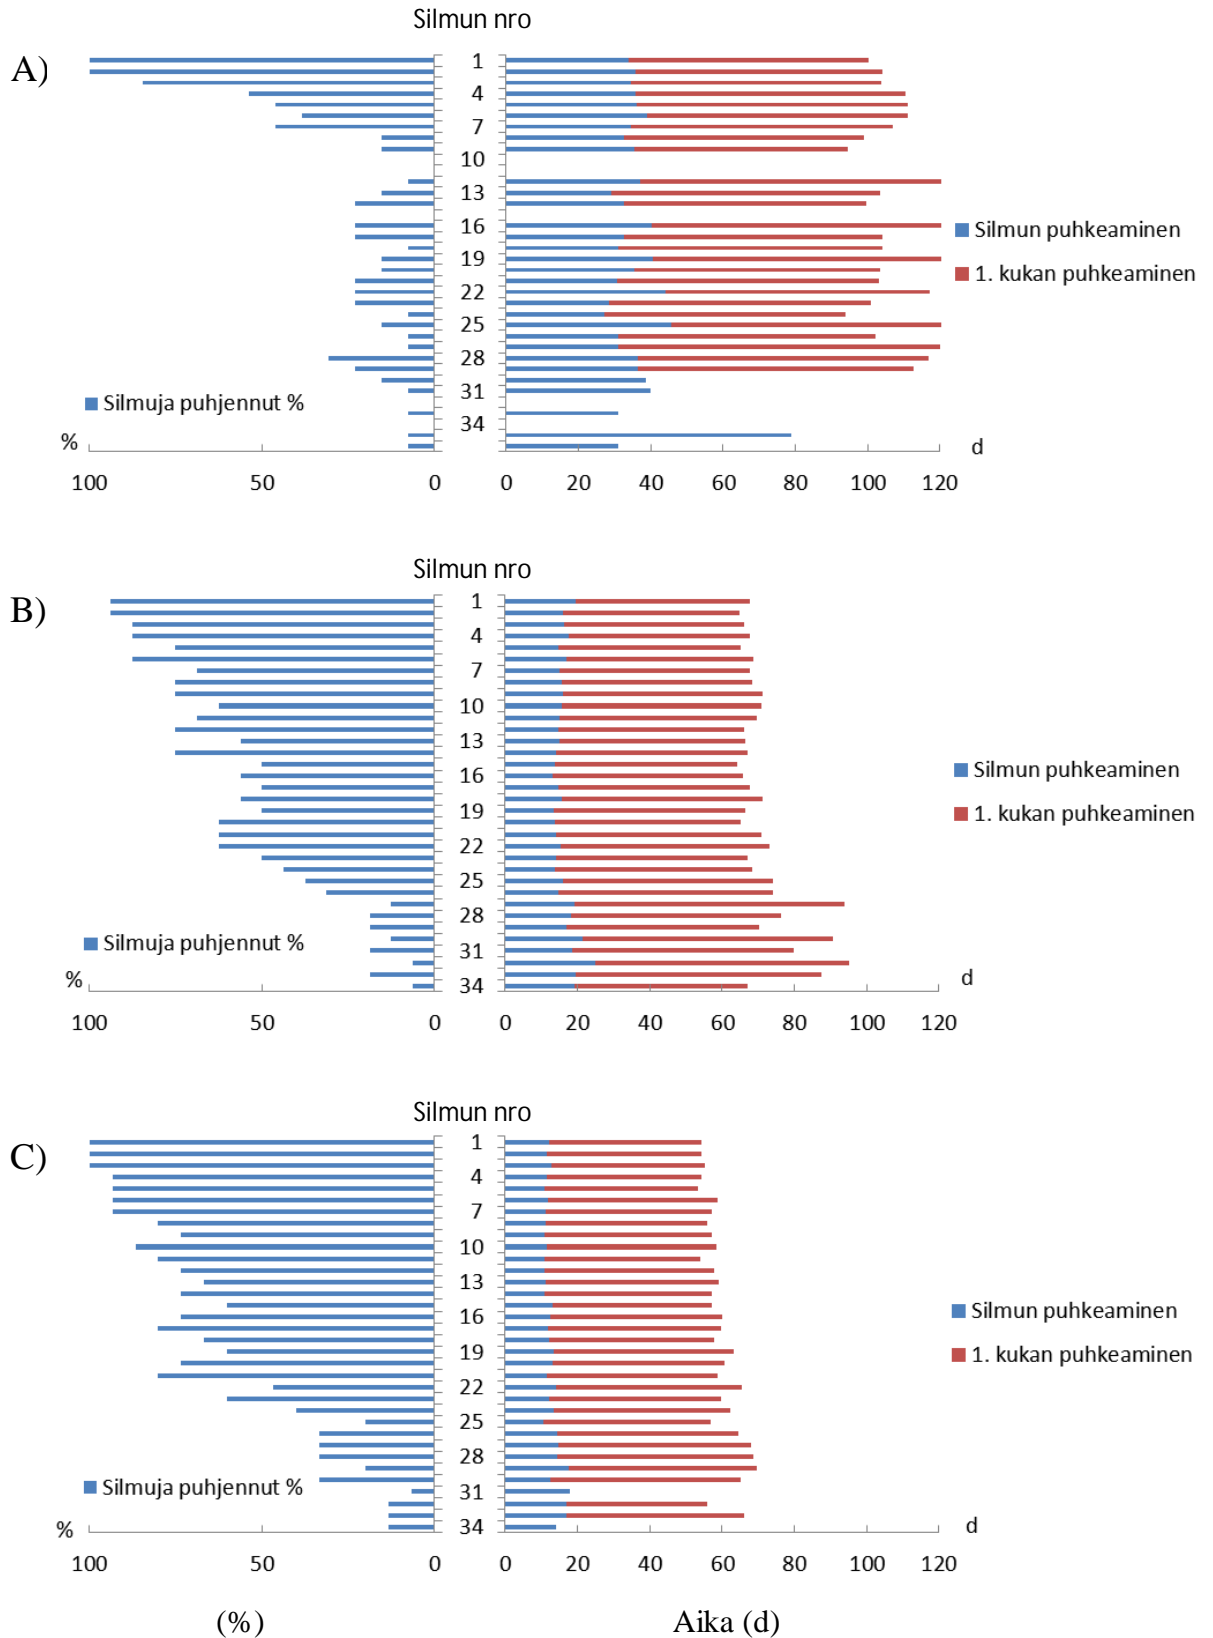 Silmun nro
A)
1
4
7
10
13
16
19
22
25
28
31
34
Silmun puhkeaminen
1. kukan puhkeaminen
Silmuja puhjennut %
%
d
100 50 0 0 20 40 60 80 100 120
Silmun nro
B)
1
4
7
10
13
16
19
22
25
28
31
34
Silmun puhkeaminen
1. kukan puhkeaminen
Silmuja puhjennut %
%
d
100 50 0 0 20 40 60 80 100 120
Silmun nro
C)
1
4
7
10
13
16
19
22
25
28
31
34
Silmun puhkeaminen
1. kukan puhkeaminen
Silmuja puhjennut %
%
d
100 50 0 0 20 40 60 80 100 120
(%) Aika (d)